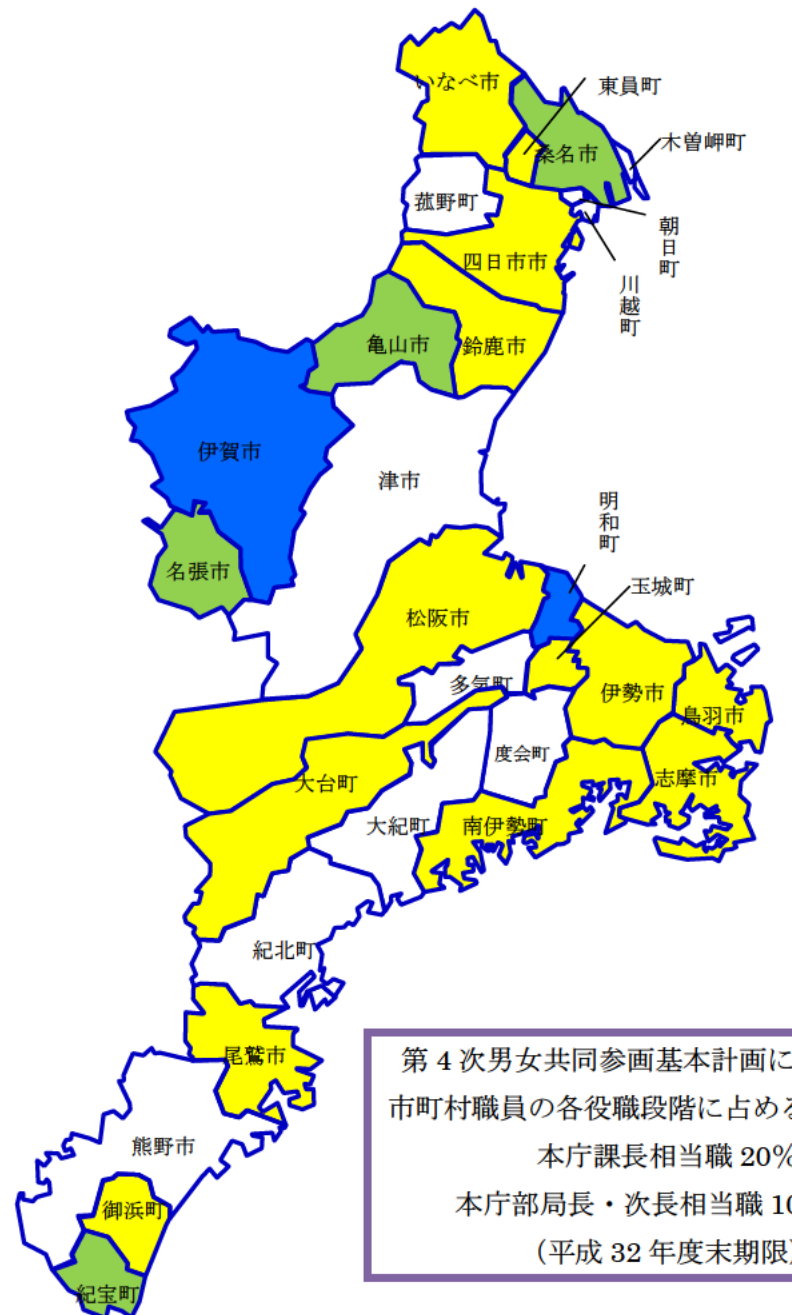 いなべ市
東員町
桑名市
木曽岬町
菰野町
朝日町
四日市市
川越町
亀山市
鈴鹿市
伊賀市
津市
明和町
名張市
玉城町
松阪市
多気町
伊勢市
鳥羽市
度会町
志摩市
大台町
大紀町
南伊勢町
紀北町
尾鷲市
熊野市
御浜町
紀宝町
第 4 次男女共同参画基本計画に
市町村職員の各役職段階に占める
本庁課長相当職 20%
本庁部局長・次長相当職 10
（平成 32 年度末期限）